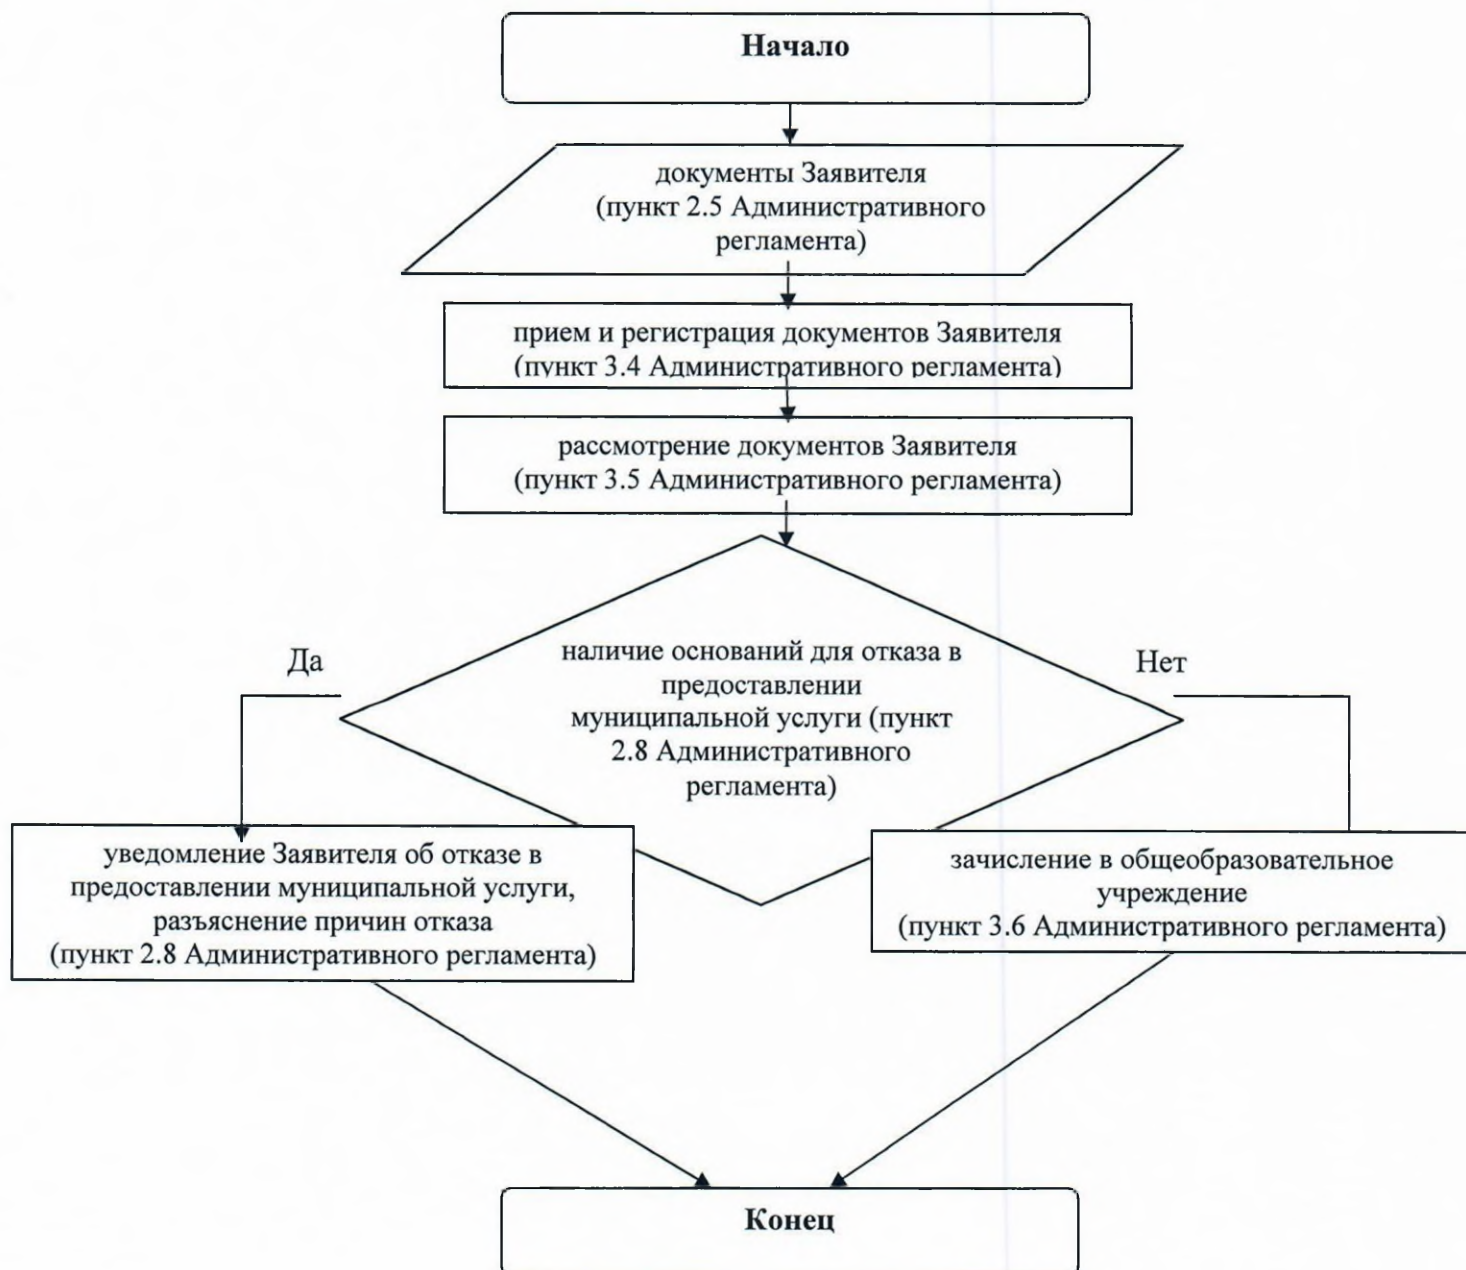 Начало
документы Заявителя
(пункт 2.5 Административного
регламента)
прием и регистрация документов Заявителя
(пункт 3.4 Административного регламента)
рассмотрение документов Заявителя
(пункт 3.5 Административного регламента)
Да
Нет
наличие оснований для отказа в
предоставлении
муниципальной услуги (пункт
2.8 Административного
регламента)
уведомление Заявителя об отказе в
предоставлении муниципальной услуги,
разъяснение причин отказа
(пункт 2.8 Административного регламента)
зачисление в общеобразовательное
учреждение
(пункт 3.6 Административного регламента)
Конец